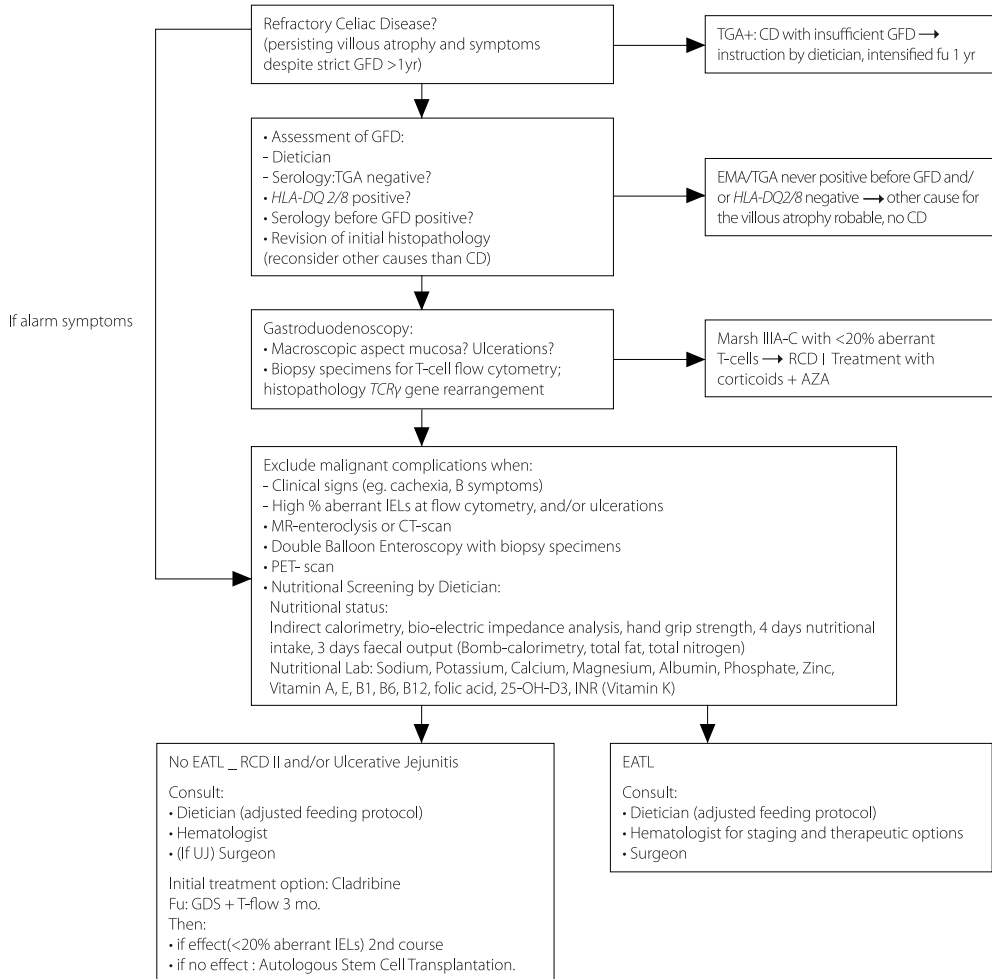 Refractory Celiac Disease?
(persisting villous atrophy and symptoms
despite strict GFD >1yr)
TGA+: CD with insufficient GFD →
instruction by dietician, intensified fu 1 yr
• Assessment of GFD:
- Dietician
- Serology:TGA negative?
• HLA-DQ 2/8 positive?
• Serology before GFD positive?
• Revision of initial histopathology
(reconsider other causes than CD)
EMA/TGA never positive before GFD and/
or HLA-DQ2/8 negative → other cause for
the villous atrophy robable, no CD
If alarm symptoms
Gastroduodenoscopy:
• Macroscopic aspect mucosa? Ulcerations?
• Biopsy specimens for T-cell flow cytometry;
histopathology TCRγ gene rearrangement
Marsh IIIA-C with <20% aberrant
T-cells → RCD I Treatment with
corticoids + AZA
Exclude malignant complications when:
- Clinical signs (eg. cachexia, B symptoms)
- High % aberrant IELs at flow cytometry, and/or ulcerations
• MR-enteroclysis or CT-scan
• Double Balloon Enteroscopy with biopsy specimens
• PET- scan
• Nutritional Screening by Dietician:
Nutritional status:
Indirect calorimetry, bio-electric impedance analysis, hand grip strength, 4 days nutritional
intake, 3 days faecal output (Bomb-calorimetry, total fat, total nitrogen)
Nutritional Lab: Sodium, Potassium, Calcium, Magnesium, Albumin, Phosphate, Zinc,
Vitamin A, E, B1, B6, B12, folic acid, 25-OH-D3, INR (Vitamin K)
No EATL _ RCD II and/or Ulcerative Jejunitis
Consult:
• Dietician (adjusted feeding protocol)
• Hematologist
• (If UJ) Surgeon
Initial treatment option: Cladribine
Fu: GDS + T-flow 3 mo.
Then:
• if effect(<20% aberrant IELs) 2nd course
• if no effect : Autologous Stem Cell Transplantation.
EATL
Consult:
• Dietician (adjusted feeding protocol)
• Hematologist for staging and therapeutic options
• Surgeon